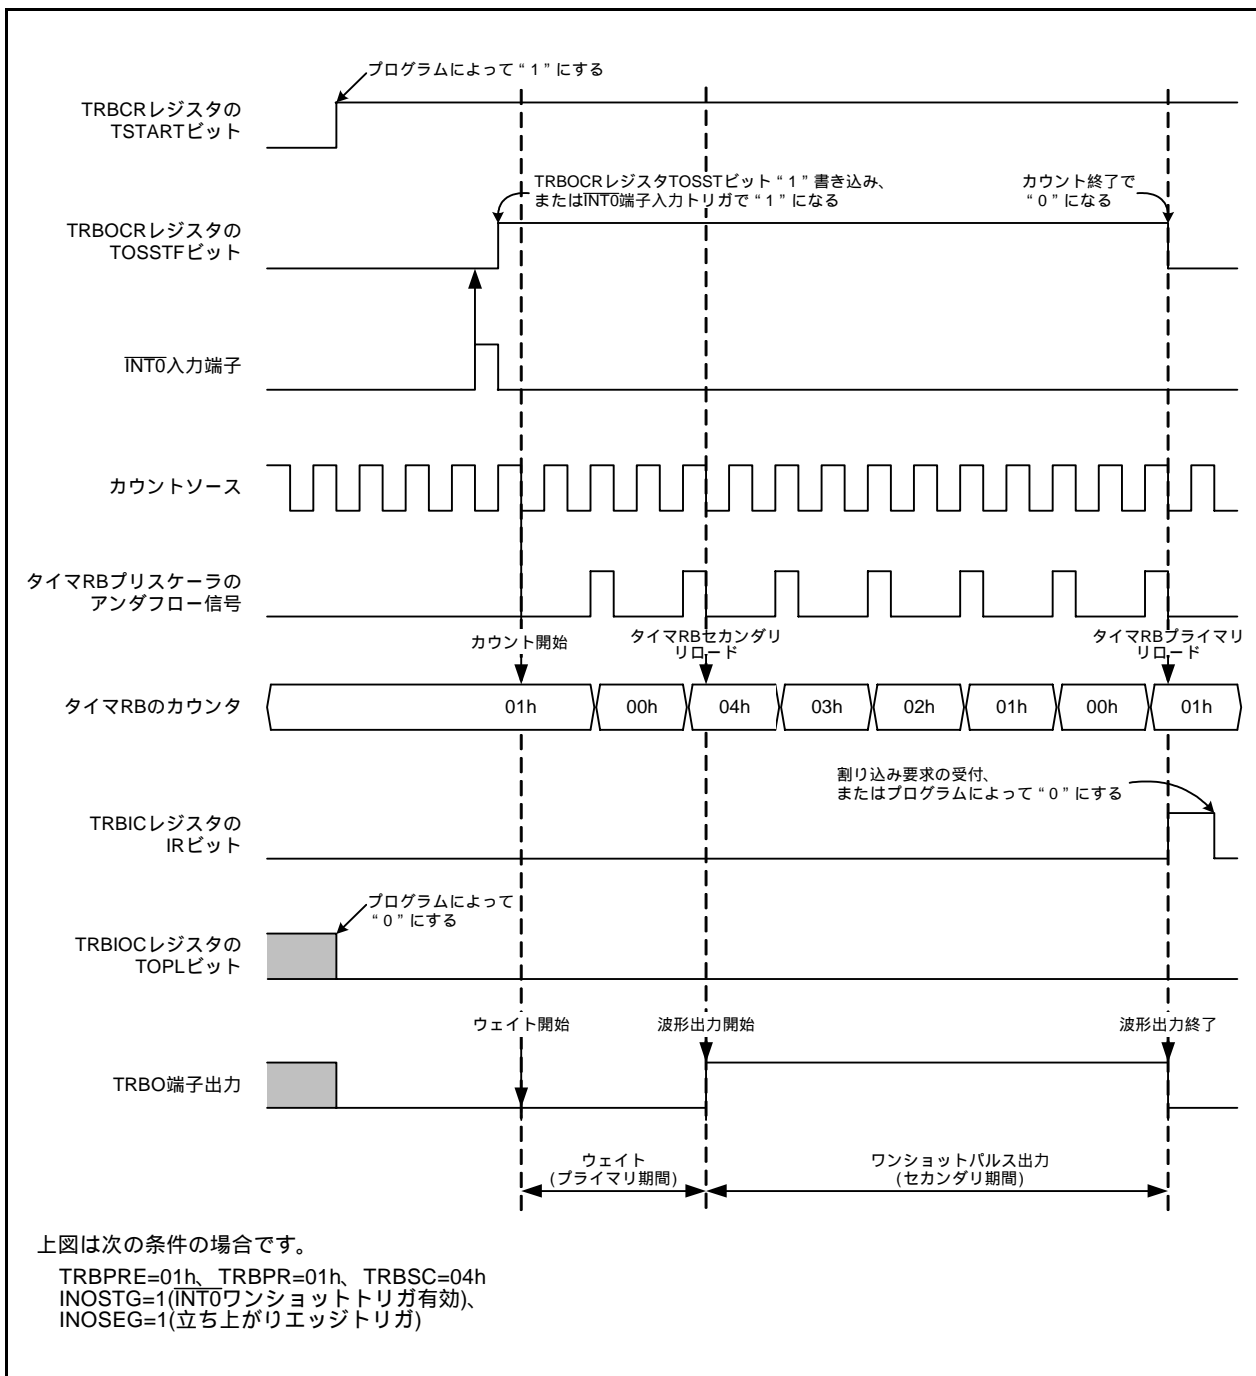 プログラムによって“1”にする
TRBCRレジスタの
TSTARTビット
TRBOCRレジスタTOSSTビット“1”書き込み、
またはINT0端子入力トリガで“1”になる
カウント終了で
“0”になる
TRBOCRレジスタの
TOSSTFビット
INT0入力端子
カウントソース
タイマRBプリスケーラの
アンダフロー信号
カウント開始
タイマRBセカンダリ
リロード
タイマRBプライマリ
リロード
タイマRBのカウンタ
01h 00h 04h 03h 02h 01h 00h 01h
割り込み要求の受付、
またはプログラムによって“0”にする
TRBICレジスタの
IRビット
プログラムによって
“0”にする
TRBIOCレジスタの
TOPLビット
ウェイト開始
波形出力開始
波形出力終了
TRBO端子出力
ウェイト
(プライマリ期間)
ワンショットパルス出力
(セカンダリ期間)
上図は次の条件の場合です。
TRBPRE=01h、TRBPR=01h、TRBSC=04h
INOSTG=1(INT0ワンショットトリガ有効)、
INOSEG=1(立ち上がりエッジトリガ)